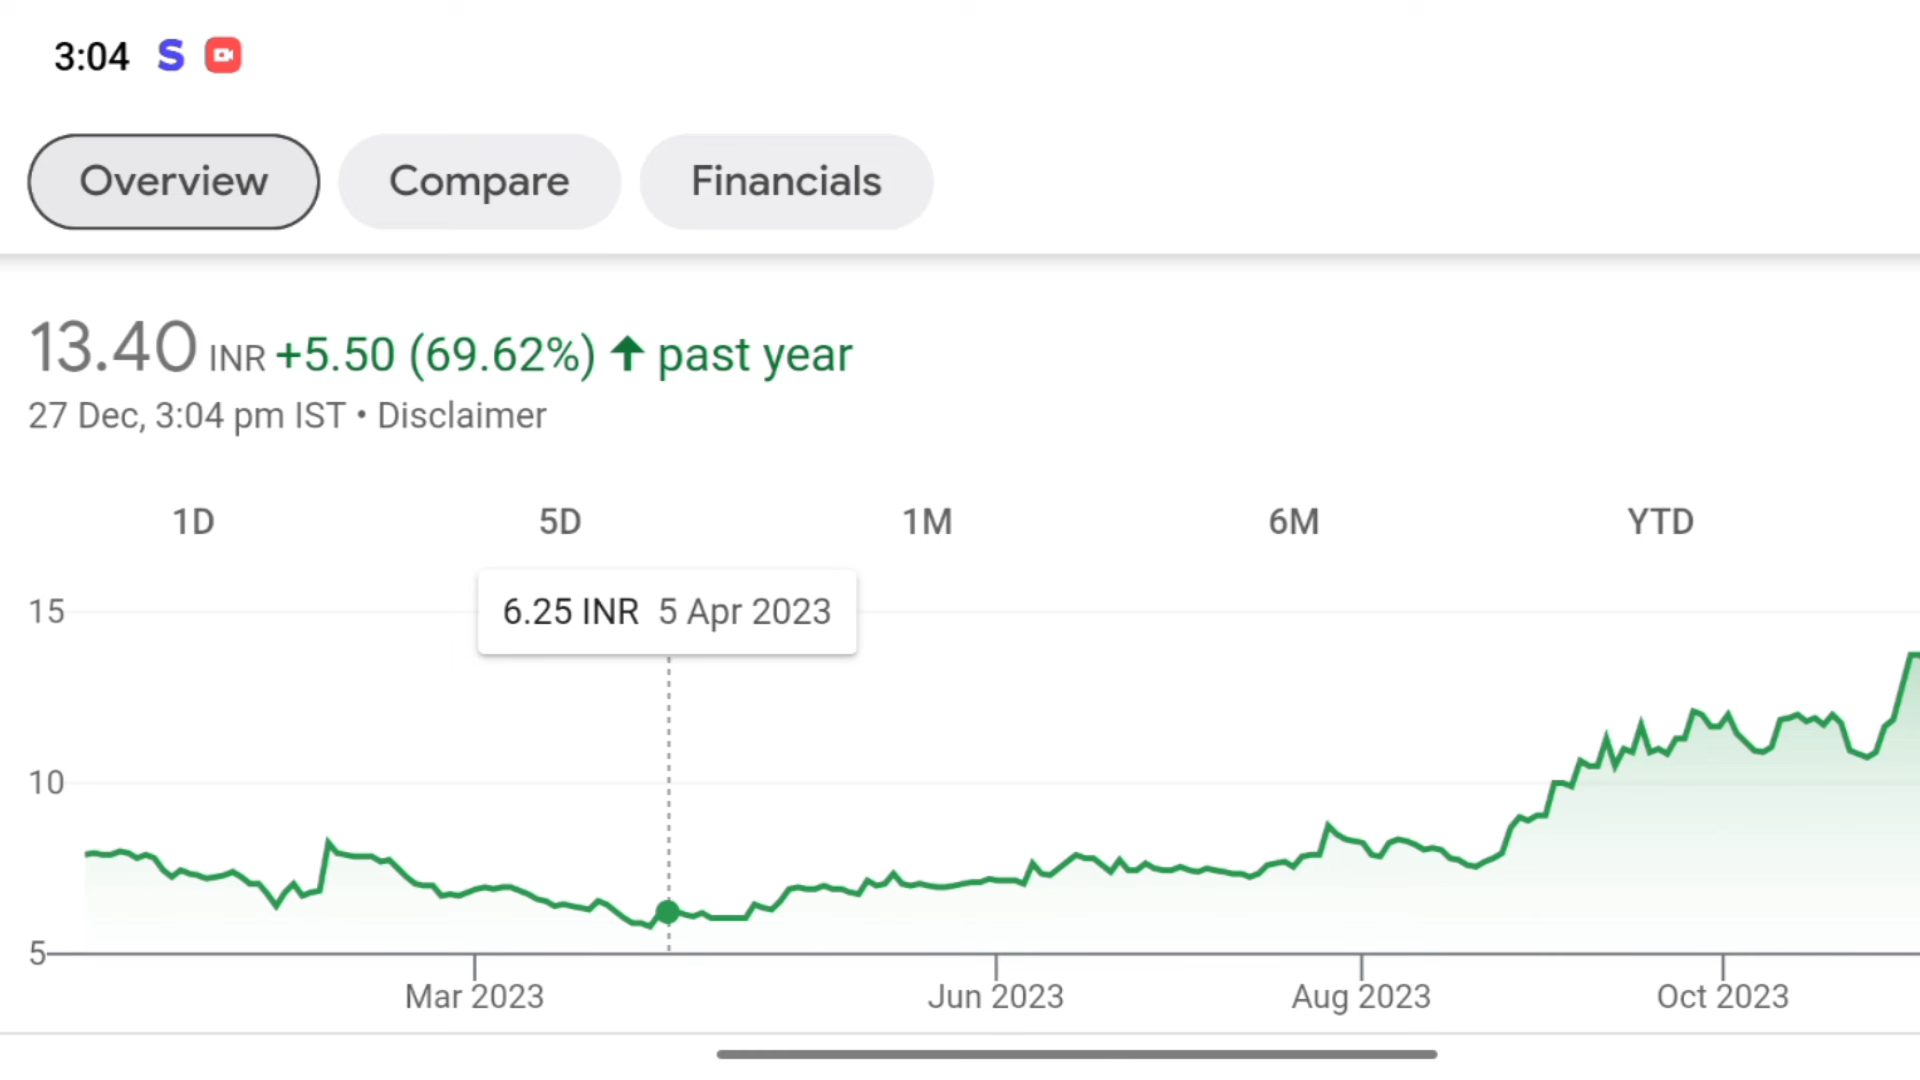 3:04 S
Overview Compare Financials
13.40 INR +5.50 (69.62%) ↑ past year
27 Dec, 3:04 pm IST • Disclaimer
1D 5D 1M 6M YTD
6.25 INR 5 Apr 2023
15
10
5
Mar 2023 Jun 2023 Aug 2023 Oct 2023